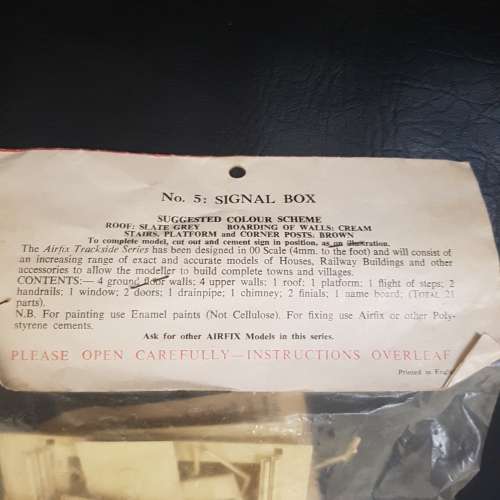 No. 5: SIGNAL BOX
SUGGESTED COLOUR SCHEME
ROOF: SLATE GREY BOARDING OF WALLS: CREAM
STAIRS, PLATFORM and CORNER POSTS, BROWN
To complete model, cut out and cement sign in position, as on illustration.
The Airfix Trackside Series has been designed in 00 Scale (4mm. to the foot) and will consist of
an increasing range of exact and accurate models of Houses, Railway Buildings and other
accessories to allow the modeller to build complete towns and villages.
CONTENTS:— 4 ground floor walls; 4 upper walls; 1 roof; 1 platform; 1 flight of steps; 2
handrails; 1 window; 2 doors; 1 drainpipe; 1 chimney; 2 finials; 1 name board; (TOTAL 21
parts).
N.B. For painting use Enamel paints (Not Cellulose). For fixing use Airfix or other Poly-
styrene cements.
Ask for other AIRFIX Models in this series.
PLEASE OPEN CAREFULLY—INSTRUCTIONS OVERLEAF
Printed in Engl